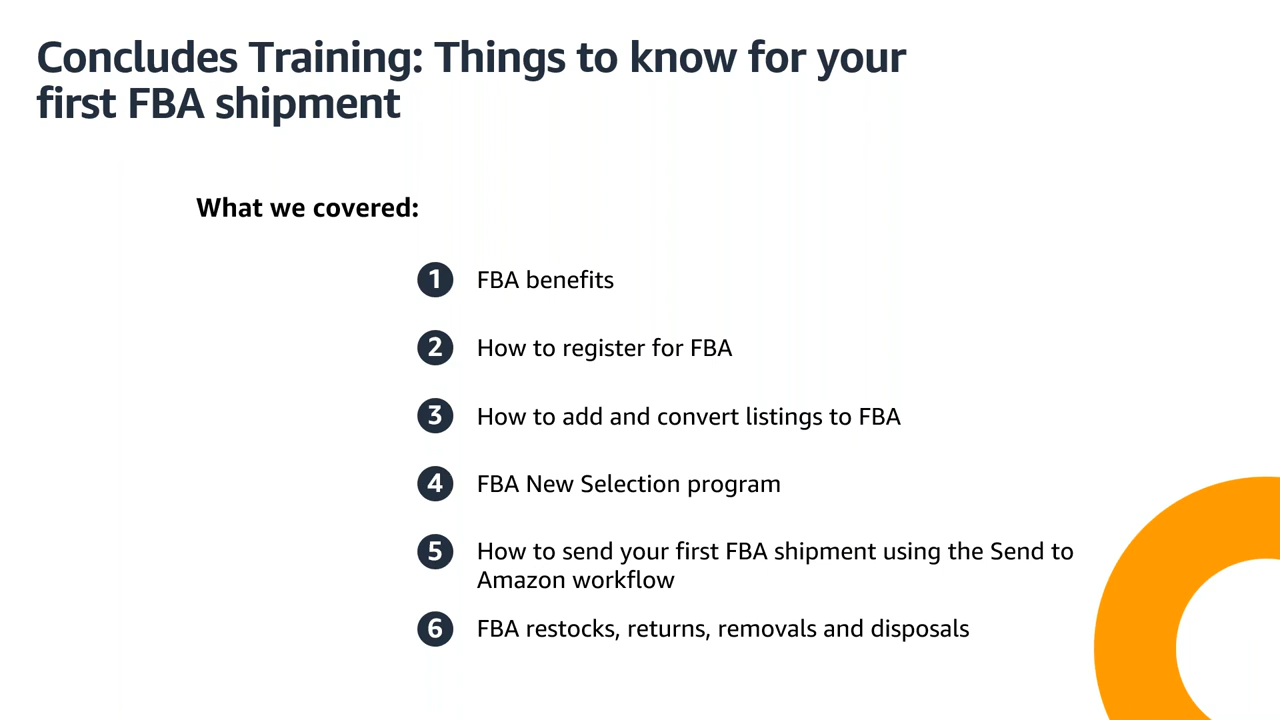 Concludes Training: Things to know for your
first FBA shipment
What we covered:
1 FBA benefits
2 How to register for FBA
3 How to add and convert listings to FBA
4 FBA New Selection program
5 How to send your first FBA shipment using the Send to
Amazon workflow
6 FBA restocks, returns, removals and disposals